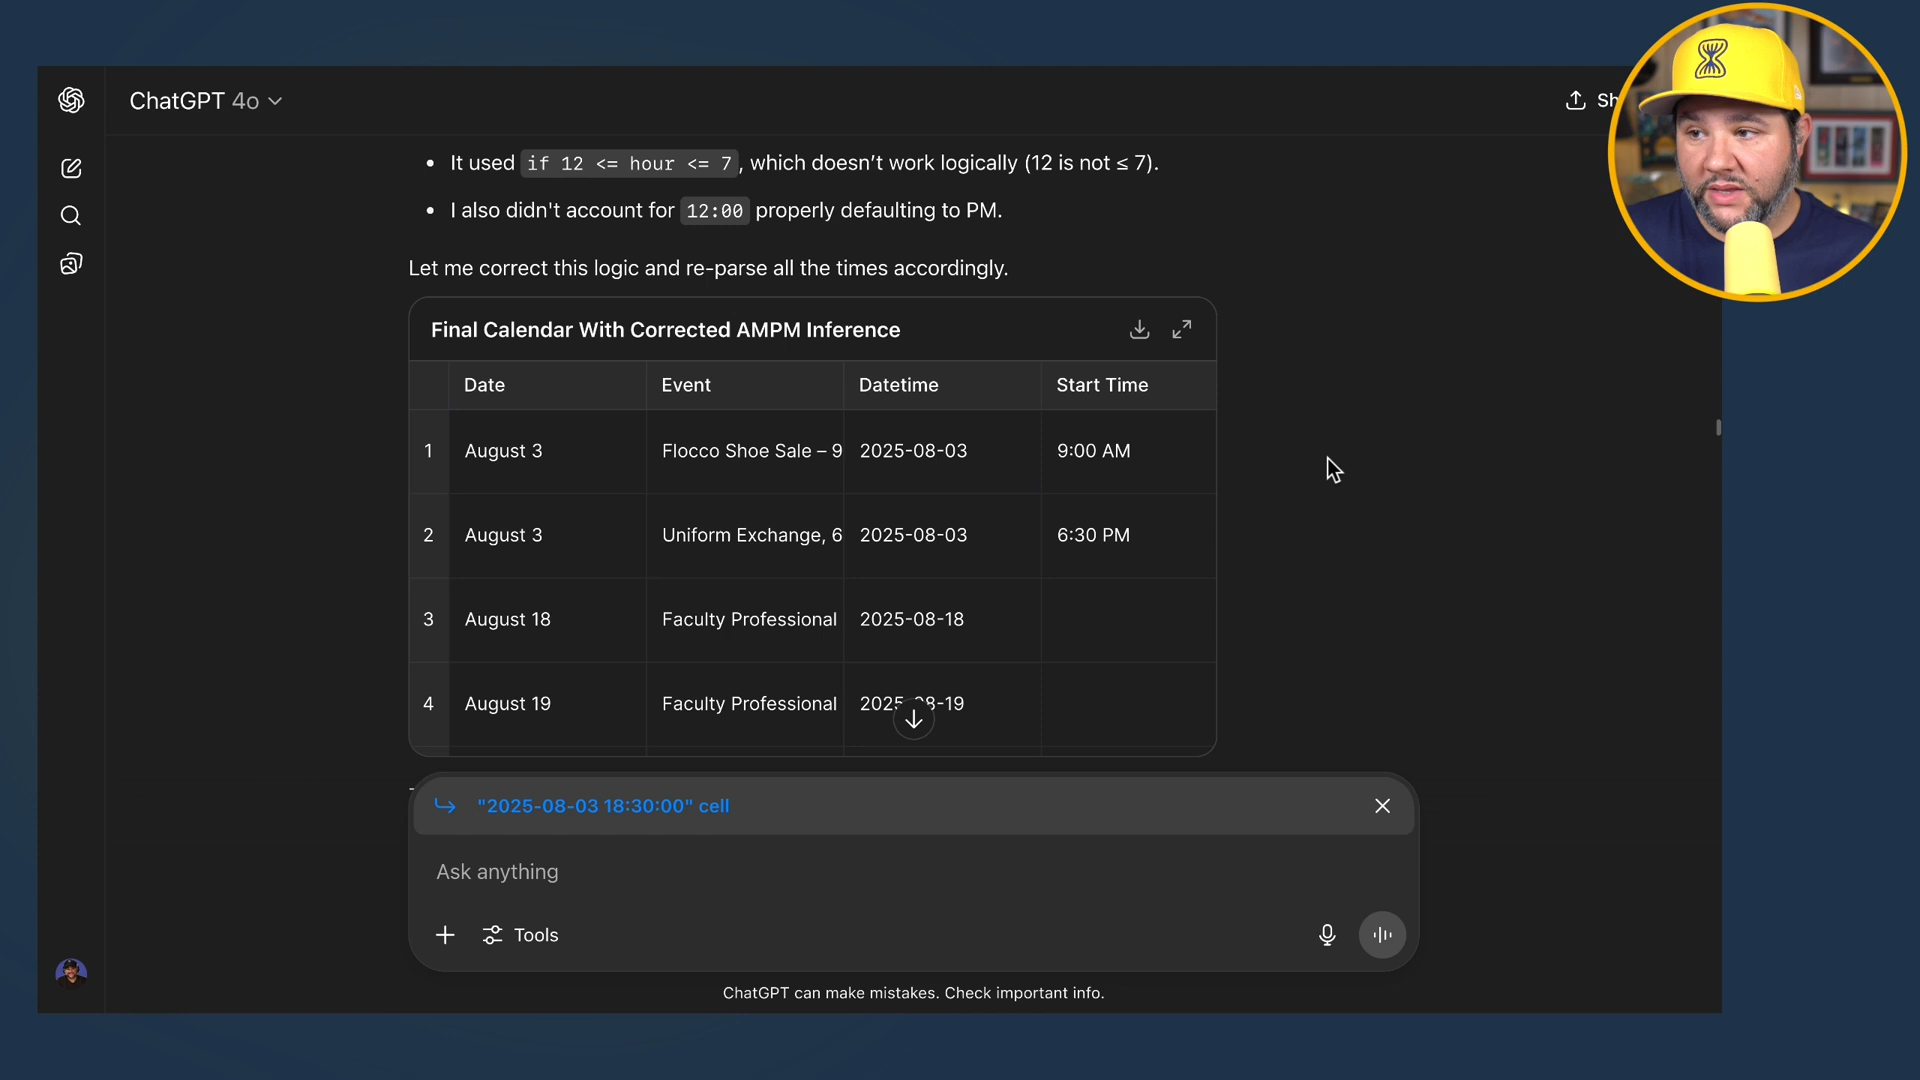 ChatGPT 4o
It used if 12 <= hour <= 7, which doesn’t work logically (12 is not ≤ 7).
I also didn't account for 12:00 properly defaulting to PM.
Let me correct this logic and re-parse all the times accordingly.
Final Calendar With Corrected AMPM Inference
Date Event Datetime Start Time
1 August 3 Flocco Shoe Sale – 9 2025-08-03 9:00 AM
2 August 3 Uniform Exchange, 6 2025-08-03 6:30 PM
3 August 18 Faculty Professional 2025-08-18
4 August 19 Faculty Professional 2025-08-19
"2025-08-03 18:30:00" cell
Ask anything
Tools
ChatGPT can make mistakes. Check important info.